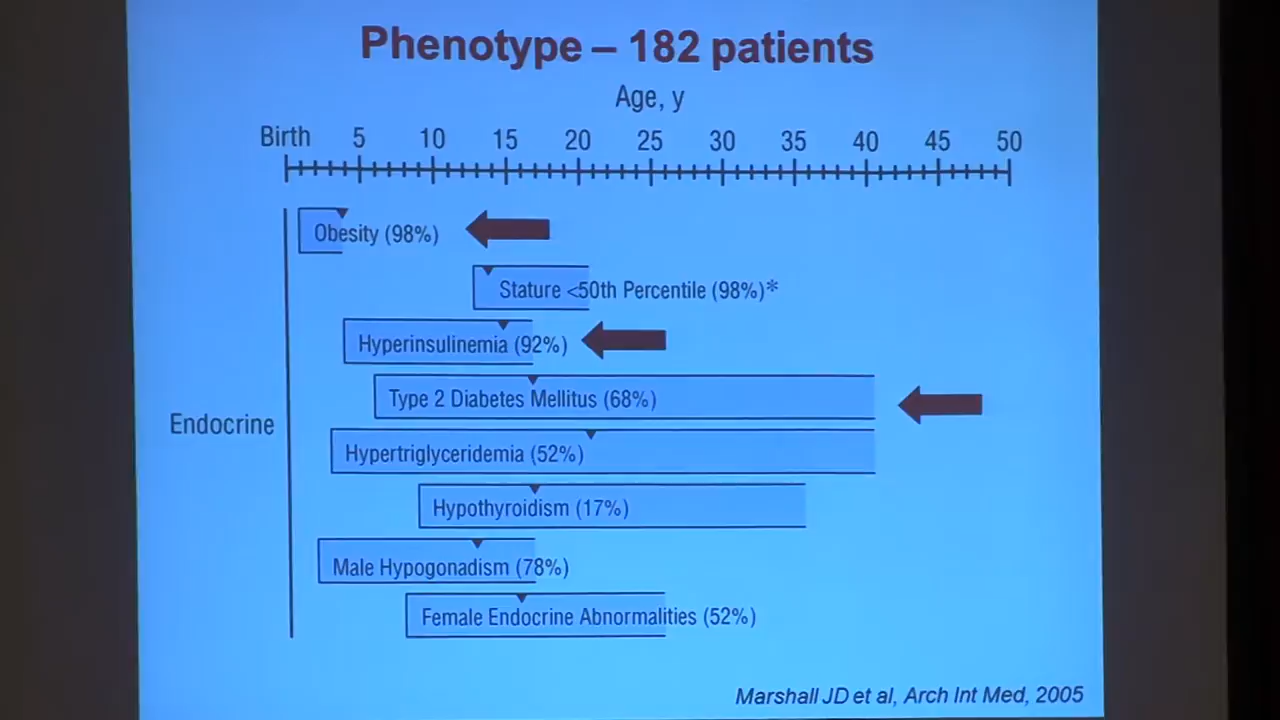 Phenotype – 182 patients
Age, y
Birth 5 10 15 20 25 30 35 40 45 50
Obesity (98%)
Stature <50th Percentile (98%)*
Hyperinsulinemia (92%)
Type 2 Diabetes Mellitus (68%)
Endocrine
Hypertriglyceridemia (52%)
Hypothyroidism (17%)
Male Hypogonadism (78%)
Female Endocrine Abnormalities (52%)
Marshall JD et al, Arch Int Med, 2005